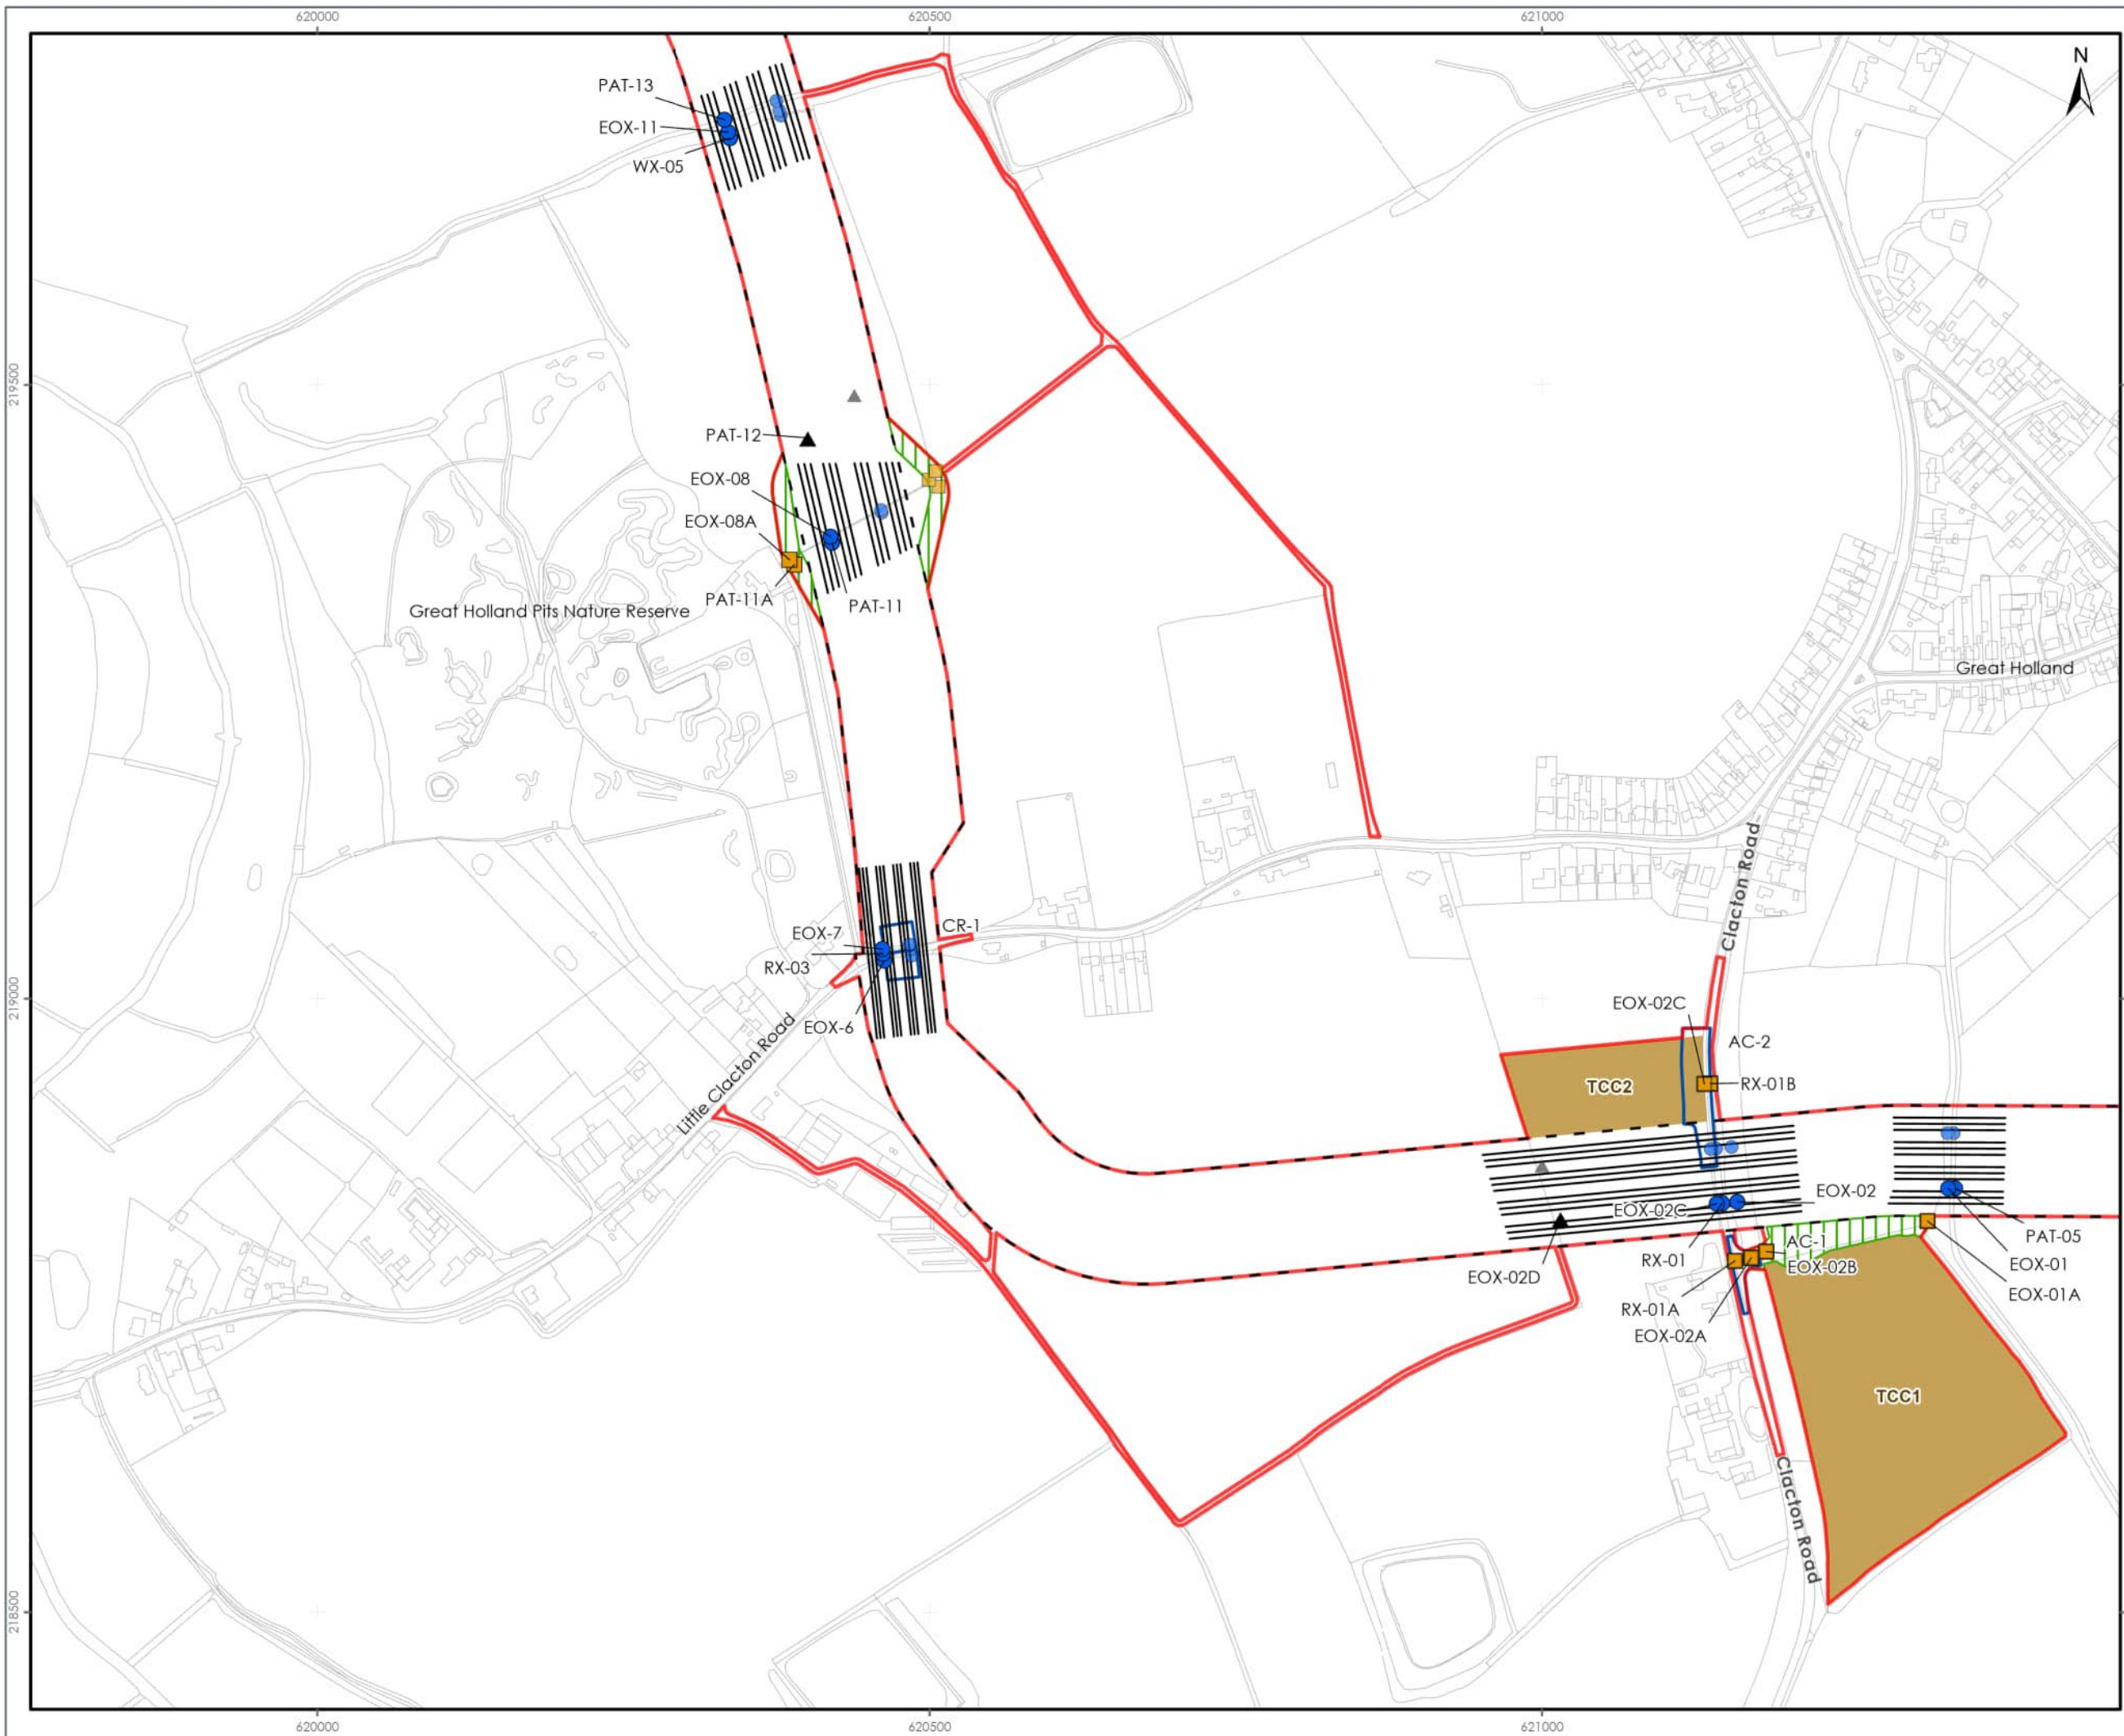 620000
620500
621000
N
PAT-13
EOX-11
WX-05
219500
PAT-12
EOX-08
EOX-08A
PAT-11A
PAT-11
Great Holland Pits Nature Reserve
Great Holland
Clacton Road
CR-1
EOX-7
RX-03
EOX-6
219000
Little Clacton Road
EOX-02C
AC-2
TCC2
RX-01B
EOX-02
EOX-02C
PAT-05
AC-1
RX-01
EOX-01
EOX-02B
EOX-02D
EOX-01A
RX-01A
EOX-02A
TCC1
Clacton Road
218500
620000
620500
621000